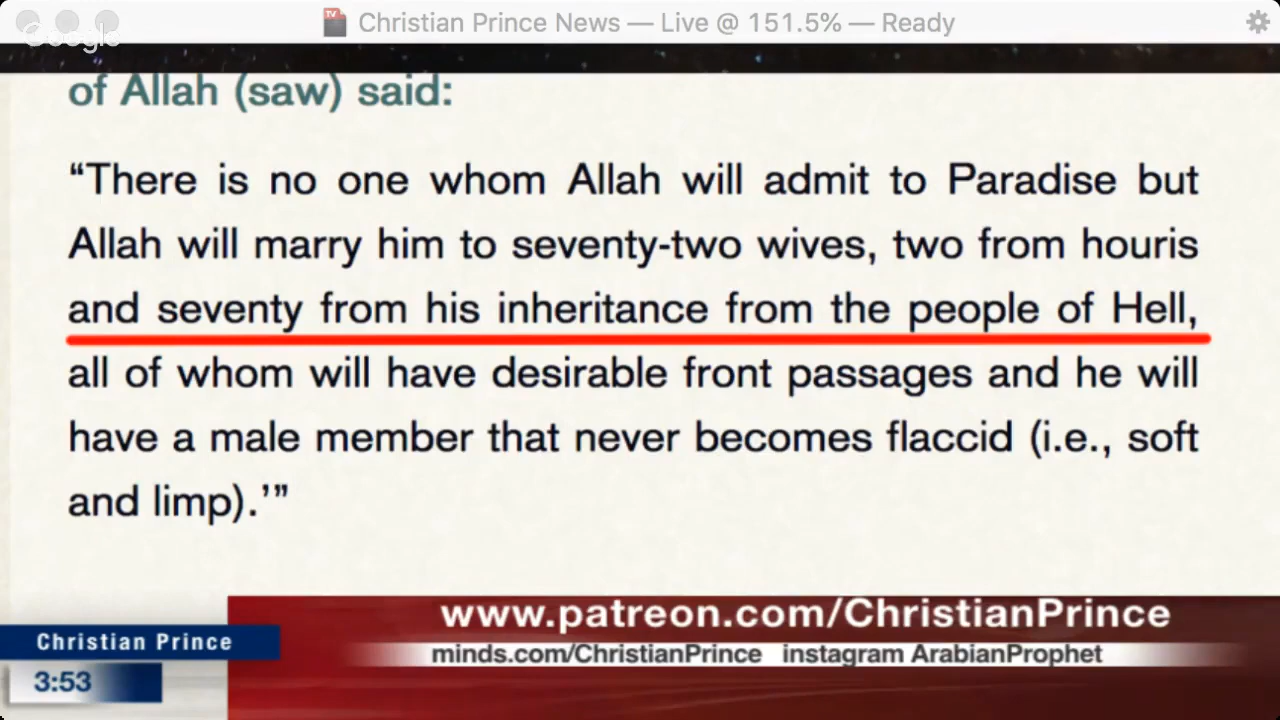 Christian Prince News — Live @ 151.5% — Ready
Google
of Allah (saw) said:
“There is no one whom Allah will admit to Paradise but
Allah will marry him to seventy-two wives, two from houris
and seventy from his inheritance from the people of Hell,
all of whom will have desirable front passages and he will
have a male member that never becomes flaccid (i.e., soft
and limp).’”
www.patreon.com/ChristianPrince
Christian Prince
minds.com/ChristianPrince instagram ArabianProphet
3:53